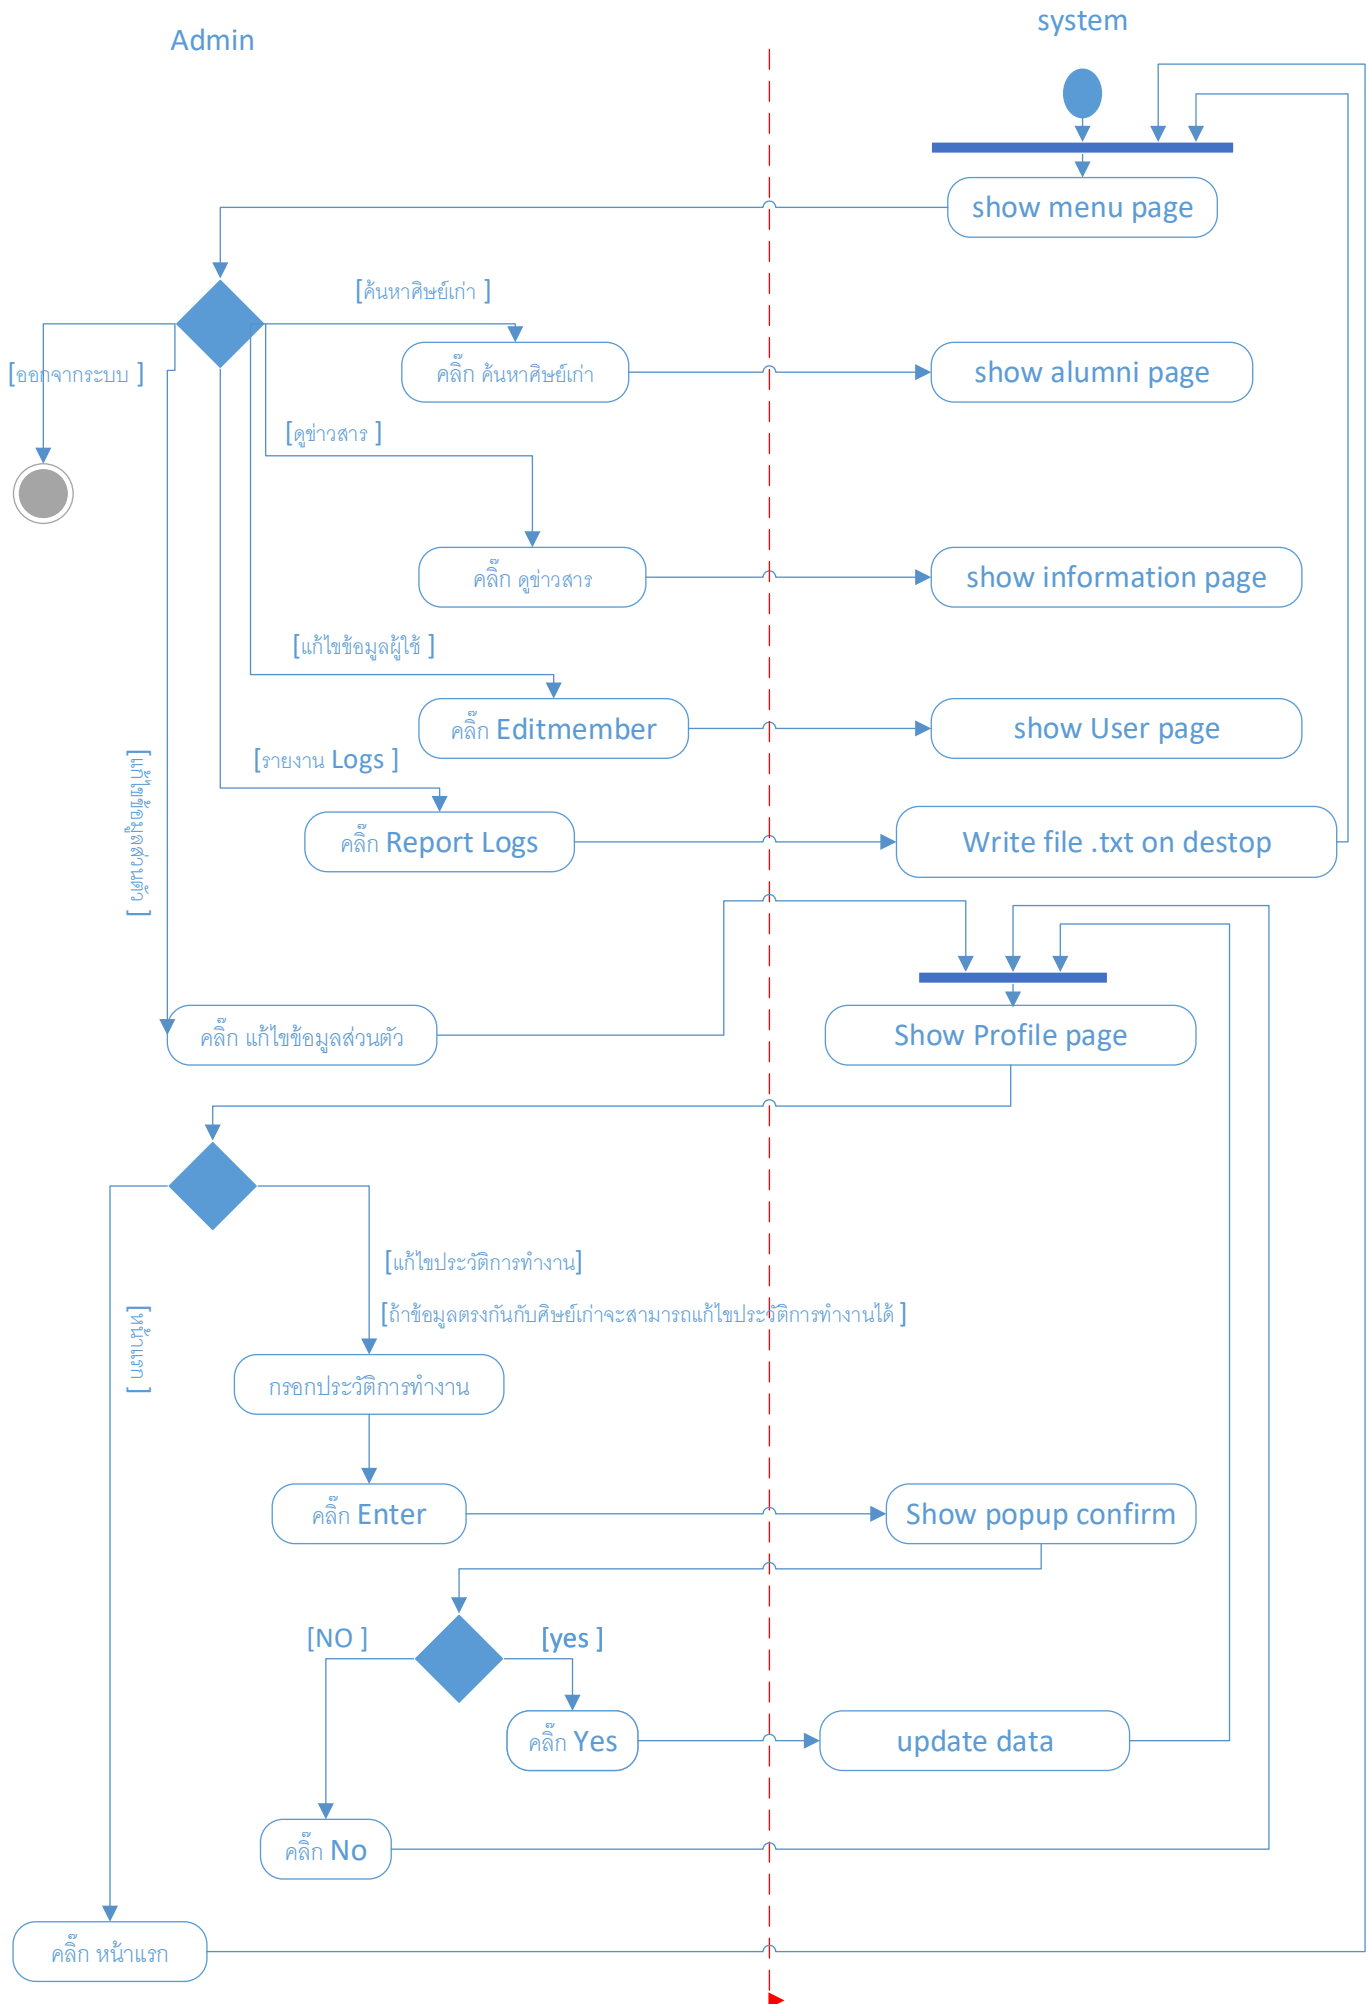 system
Admin
show menu page
[ค้นหาศิษย์เก่า ]
[ออกจากระบบ ]
คลิ๊ก ค้นหาศิษย์เก่า
show alumni page
[ดูข่าวสาร ]
คลิ๊ก ดูข่าวสาร
show information page
[แก้ไขข้อมูลผู้ใช้ ]
คลิ๊ก Editmember
show User page
[รายงาน Logs ]
[แก้ไขข้อมูลส่วนตัว ]
คลิ๊ก Report Logs
Write file .txt on destop
คลิ๊ก แก้ไขข้อมูลส่วนตัว
Show Profile page
[แก้ไขประวัติการทำงาน]
[ถ้าข้อมูลตรงกันกับศิษย์เก่าจะสามารถแก้ไขประวัติการทำงานได้ ]
[หน้าแรก ]
กรอกประวัติการทำงาน
คลิ๊ก Enter
Show popup confirm
[NO ]
[yes ]
คลิ๊ก Yes
update data
คลิ๊ก No
คลิ๊ก หน้าแรก